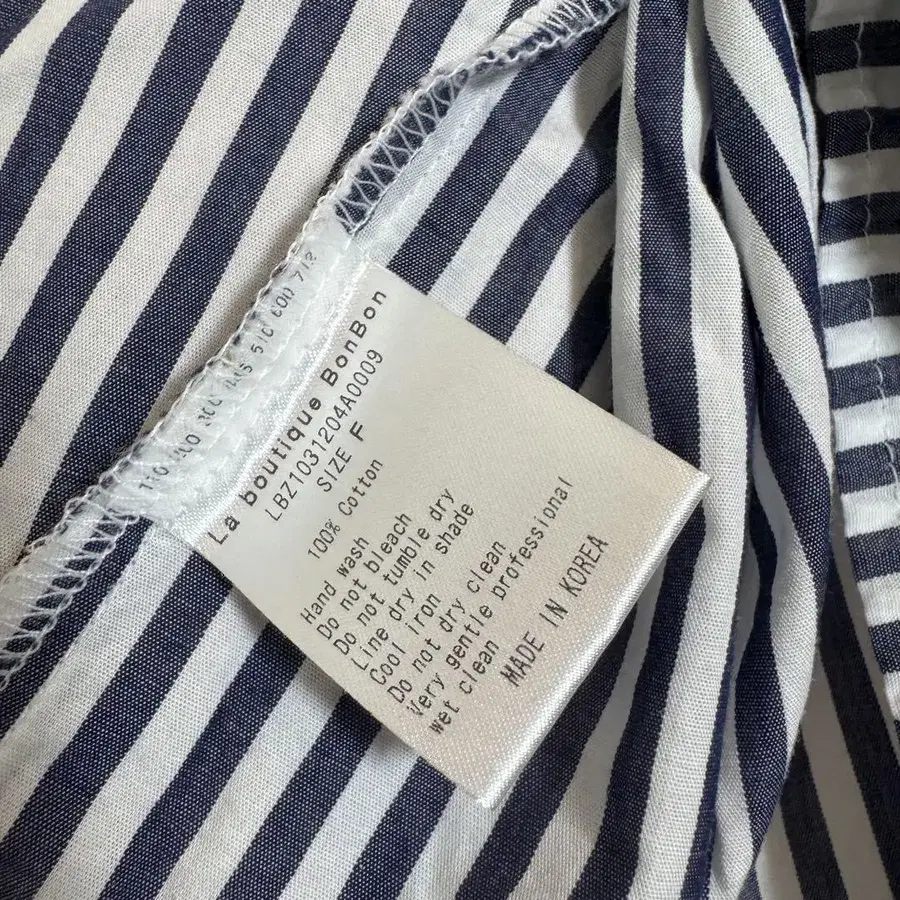 La boutique BonBon
LBZ1031204A0009
SIZE F
100% Cotton
Hand wash
Do not bleach
Do not tumble dry
Line dry in shade
Cool iron
Do not dry clean
Very gentle professional
wet clean
MADE IN KOREA